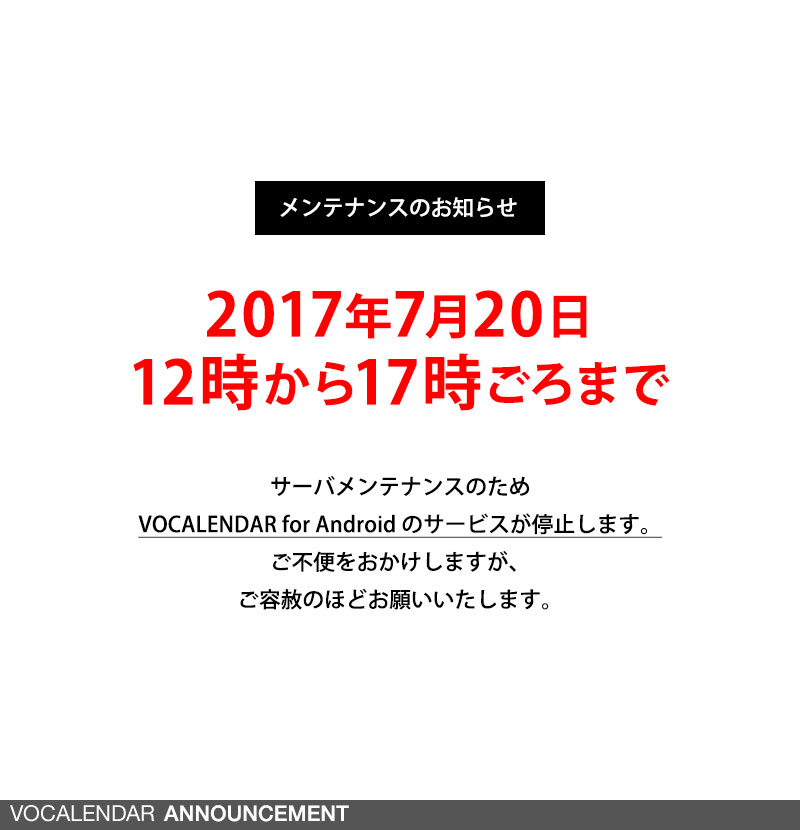 メンテナンスのお知らせ
2017年7月20日
12時から17時ごろまで
サーバメンテナンスのため
VOCALENDAR for Android のサービスが停止します。
ご不便をおかけしますが、
ご容赦のほどお願いいたします。
VOCALENDAR ANNOUNCEMENT